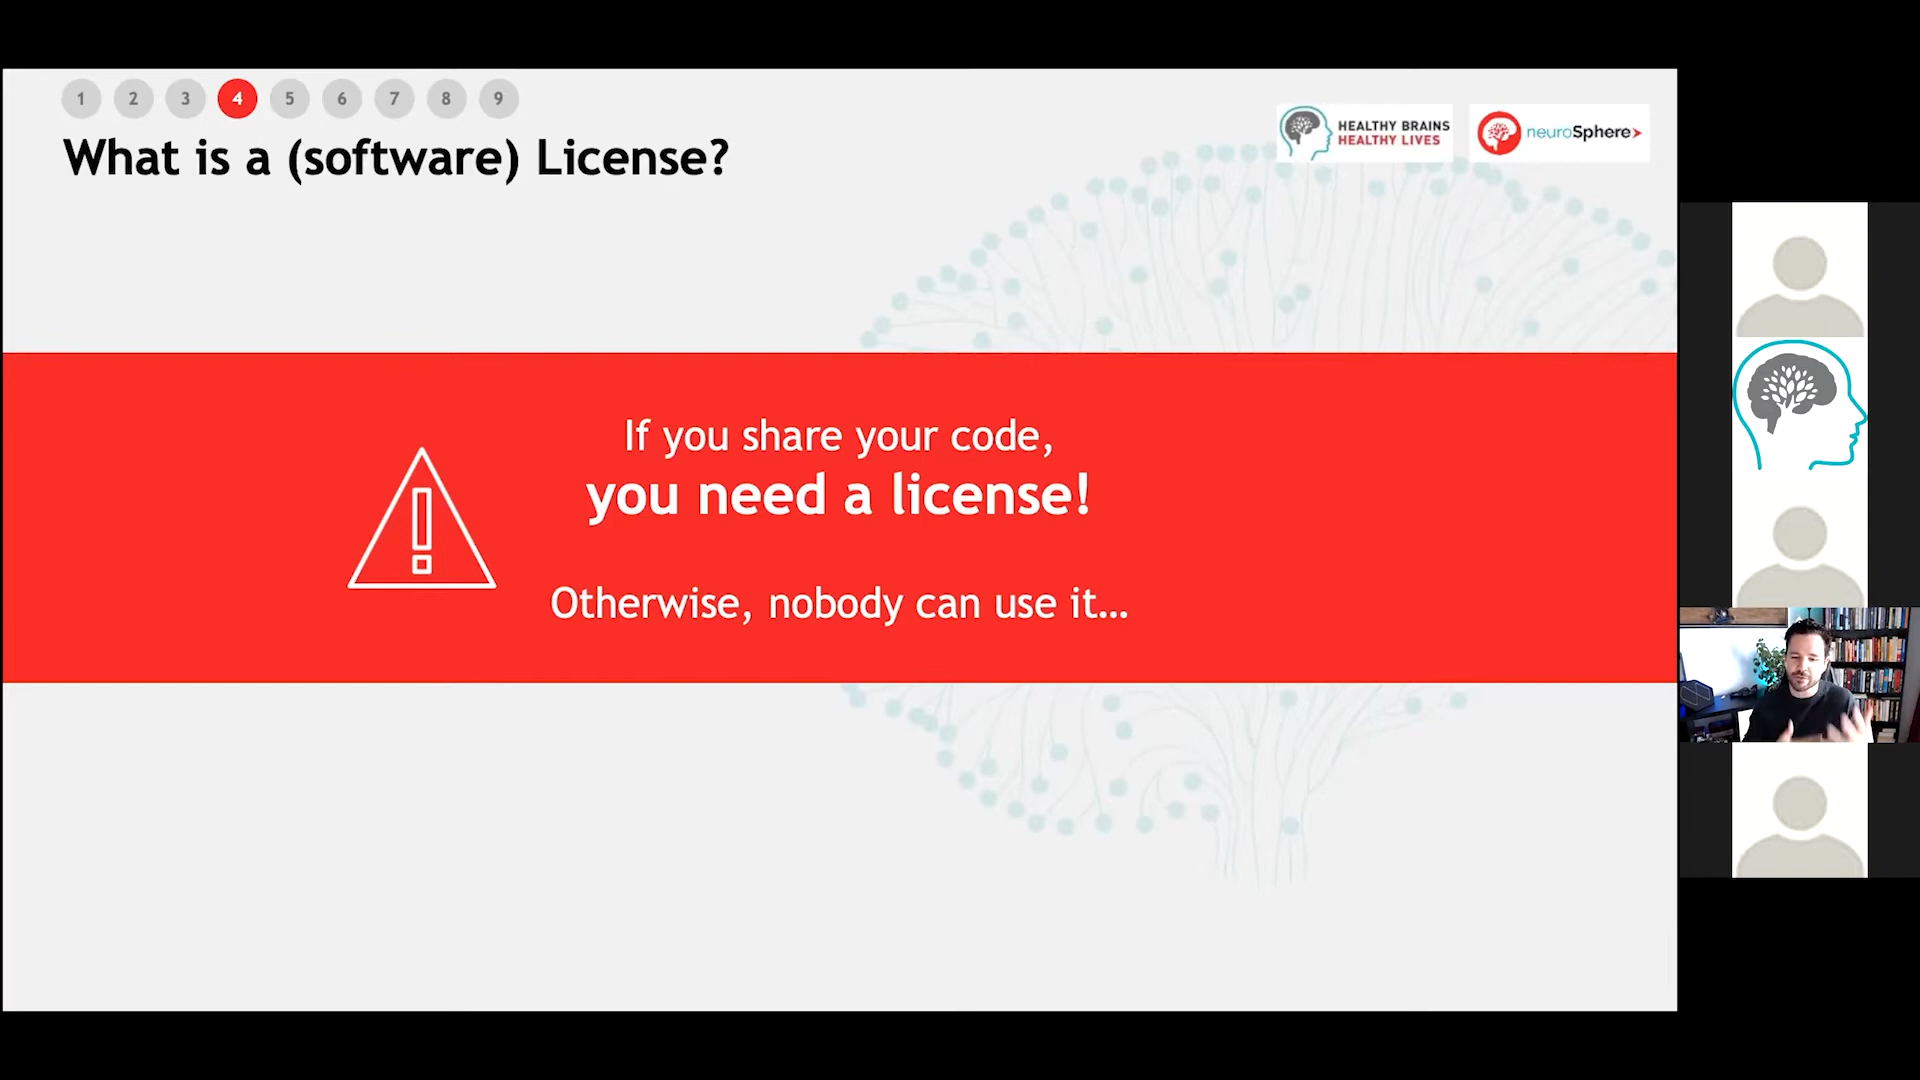 1 2 3 4 5 6 7 8 9
What is a (software) License?
HEALTHY BRAINS
HEALTHY LIVES
neuroSphere
If you share your code,
you need a license!
Otherwise, nobody can use it...